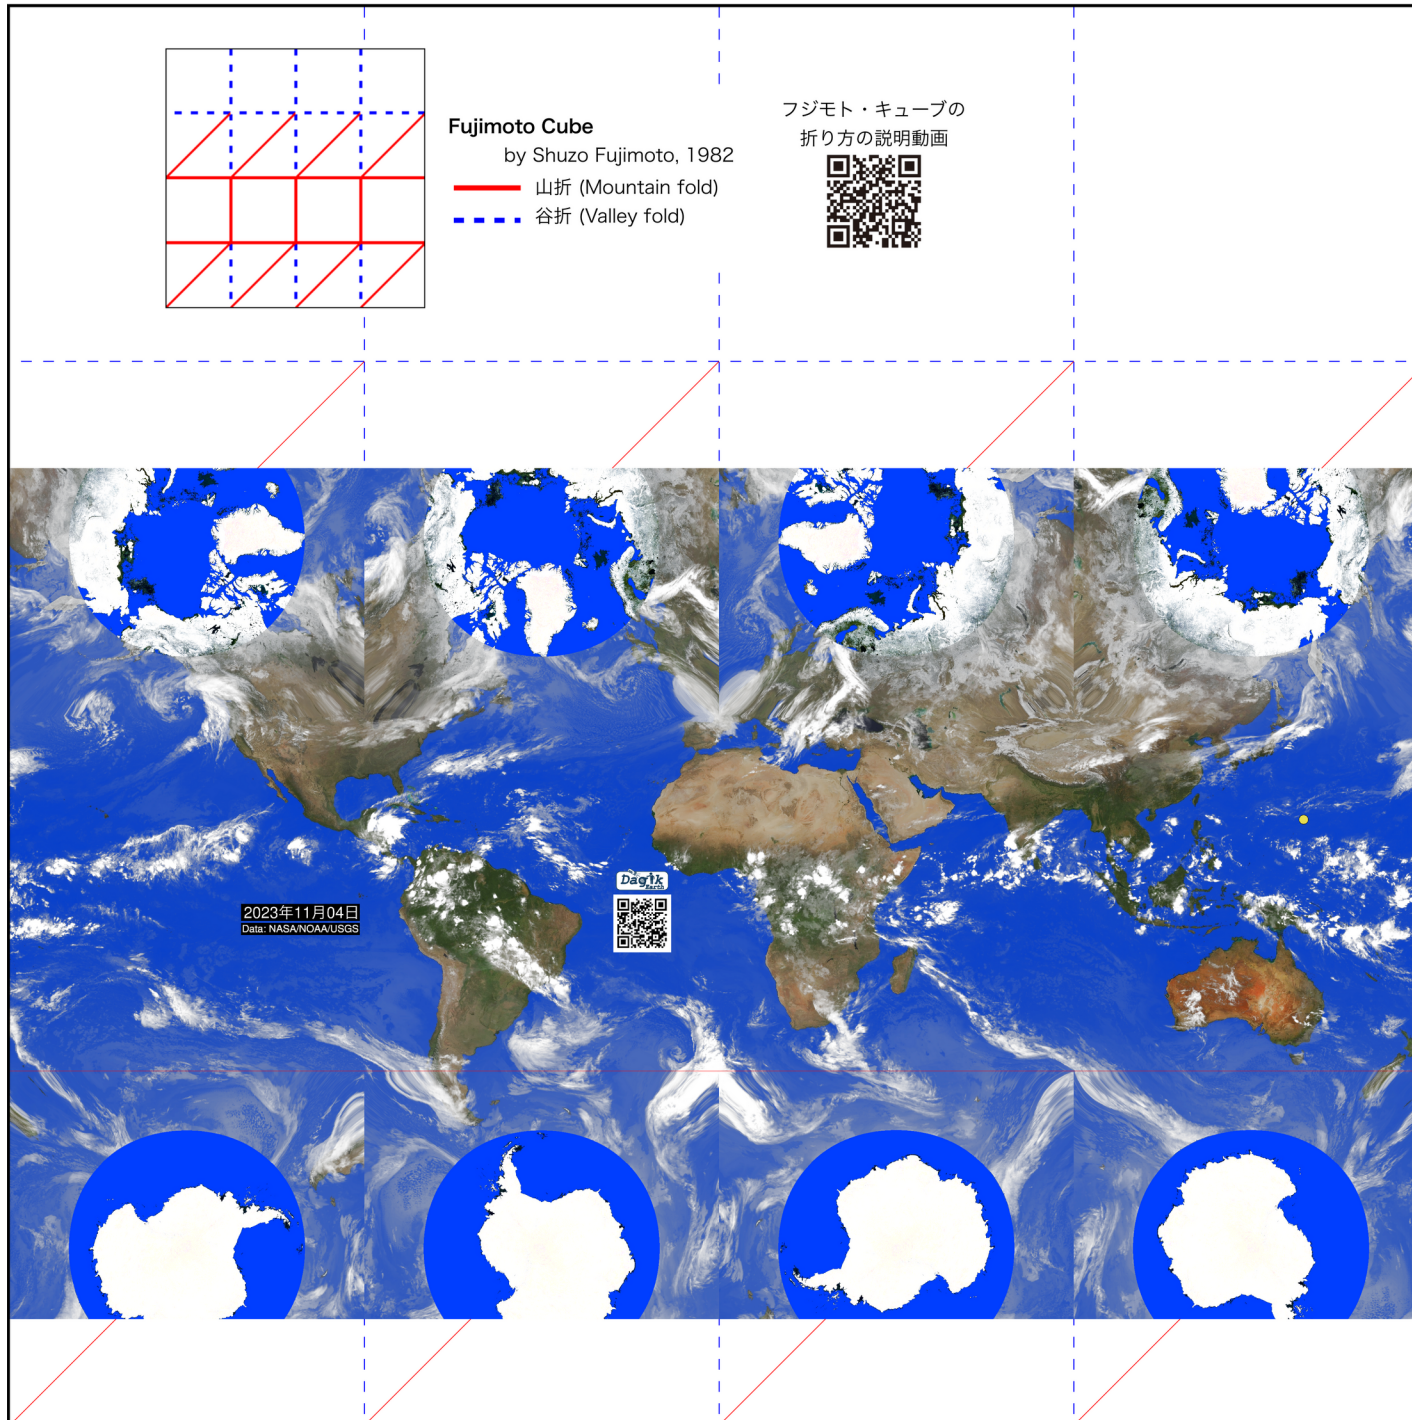 Fujimoto Cube
by Shuzo Fujimoto, 1982
山折 (Mountain fold)
谷折 (Valley fold)
フジモト・キューブの
折り方の説明動画
Dagik
Earth
2023年11月04日
Data: NASA/NOAA/USGS